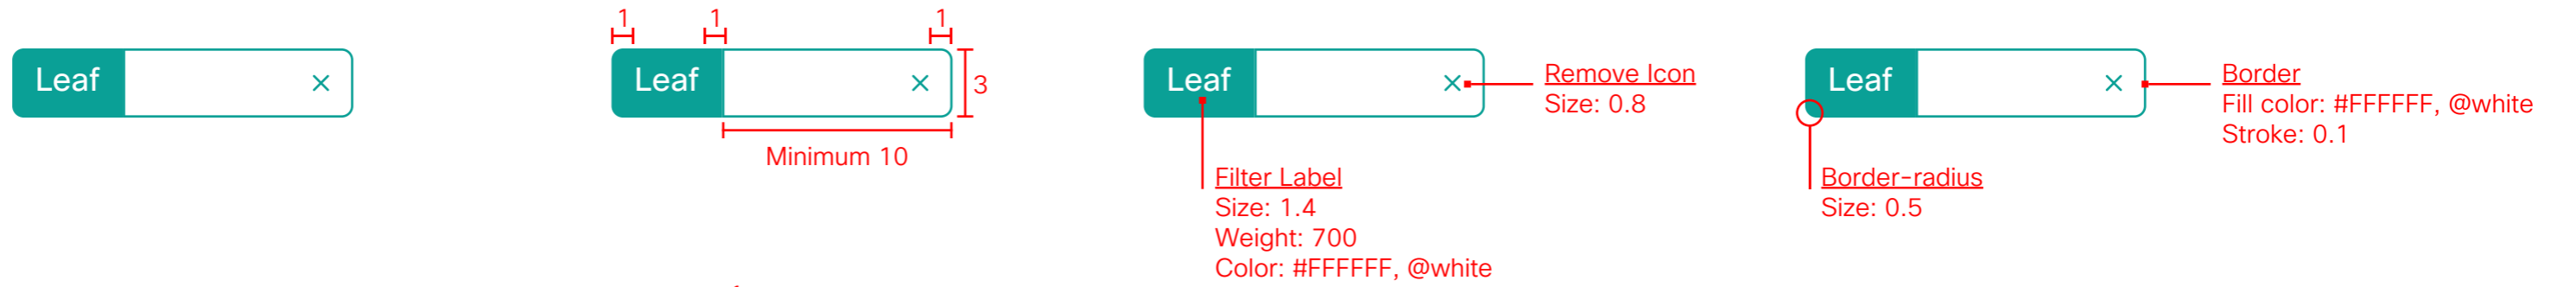 Leaf
1 1 1
Leaf
3
Minimum 10
Leaf
Remove Icon
Size: 0.8
Filter Label
Size: 1.4
Weight: 700
Color: #FFFFFF, @white
Leaf
Border
Fill color: #FFFFFF, @white
Stroke: 0.1
Border-radius
Size: 0.5